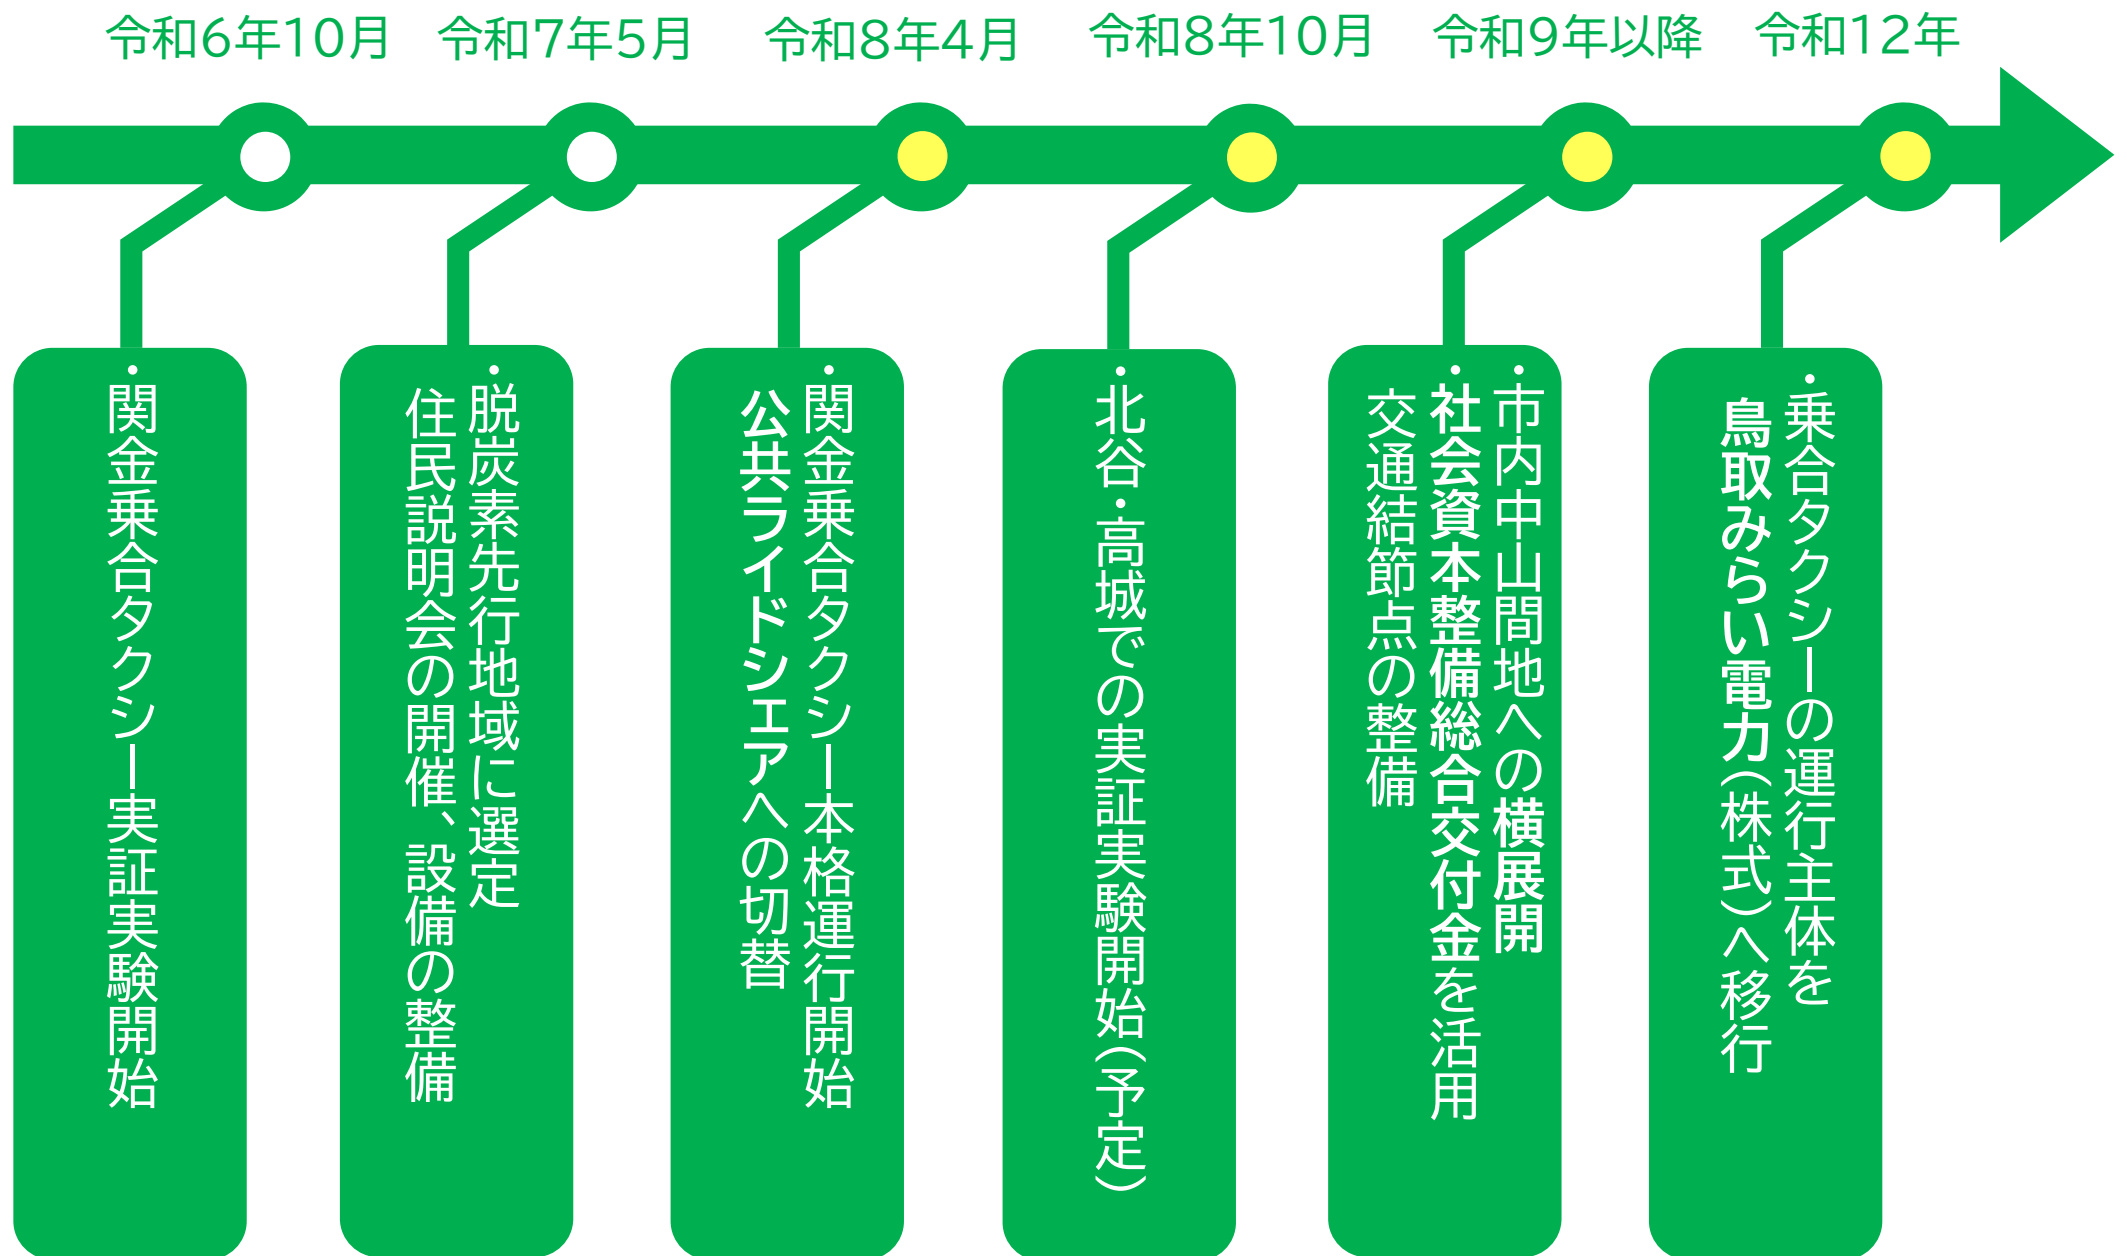 令和6年10月
令和7年5月
令和8年4月
令和8年10月
令和9年以降
令和12年
・関金乗合タクシー実証実験開始
・脱炭素先行地域に選定
住民説明会の開催、設備の整備
・関金乗合タクシー本格運行開始
公共ライドシェアへの切替
・北谷・高城での実証実験開始(予定)
・市内中山間地への横展開
・社会資本整備総合交付金を活用
交通結節点の整備
・乗合タクシーの運行主体を
鳥取みらい電力(株式)へ移行